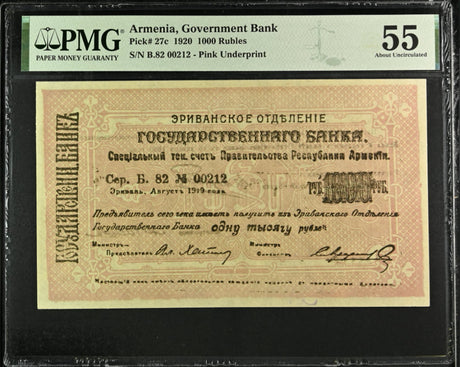 PMG
PAPER MONEY GUARANTY
Armenia, Government Bank
Pick# 27c 1920 1000 Rubles
S/N B.82 00212 - Pink Underprint
55
About Uncirculated
ЭРИВАНСКОЕ ОТДѢЛЕНІЕ
ГОСУДАРСТВЕННАГО БАНКА.
Спеціальный тек. счетъ Правительства Республики Арменіи.
Сер. Б. 82 № 00212
Эривань, Августъ 1919 года.
РУБ. РУБ.
Предъявитель сего чека имѣетъ получить изъ Эриванскаго Отдѣленія
Государственнаго Банка одну тысячу рублей
Министръ-
Предсѣдатель
Министръ
Финансовъ